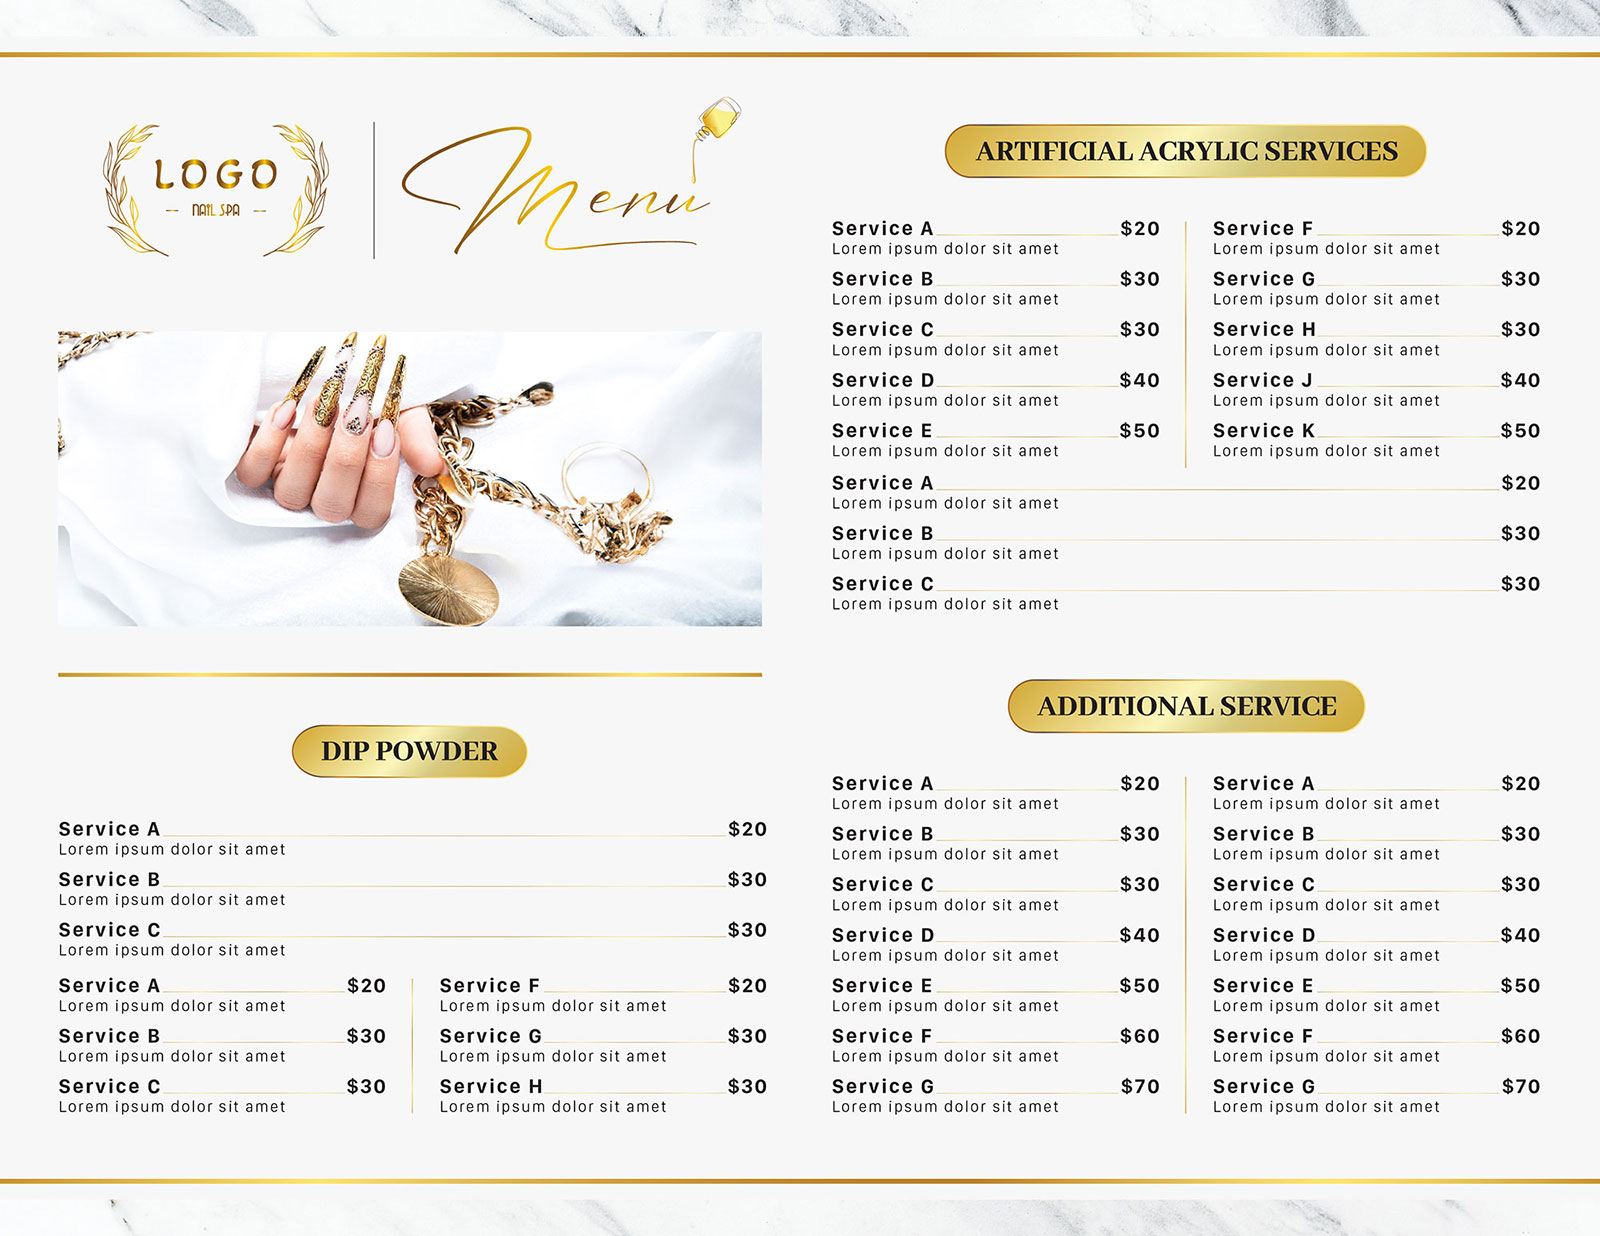 LOGO
NAIL SPA
Menu
DIP POWDER
Service A $20
Lorem ipsum dolor sit amet
Service B $30
Lorem ipsum dolor sit amet
Service C $30
Lorem ipsum dolor sit amet
Service A $20
Lorem ipsum dolor sit amet
Service B $30
Lorem ipsum dolor sit amet
Service C $30
Lorem ipsum dolor sit amet
Service F $20
Lorem ipsum dolor sit amet
Service G $30
Lorem ipsum dolor sit amet
Service H $30
Lorem ipsum dolor sit amet
ARTIFICIAL ACRYLIC SERVICES
Service A $20
Lorem ipsum dolor sit amet
Service B $30
Lorem ipsum dolor sit amet
Service C $30
Lorem ipsum dolor sit amet
Service D $40
Lorem ipsum dolor sit amet
Service E $50
Lorem ipsum dolor sit amet
Service F $20
Lorem ipsum dolor sit amet
Service G $30
Lorem ipsum dolor sit amet
Service H $30
Lorem ipsum dolor sit amet
Service J $40
Lorem ipsum dolor sit amet
Service K $50
Lorem ipsum dolor sit amet
Service A $20
Lorem ipsum dolor sit amet
Service B $30
Lorem ipsum dolor sit amet
Service C $30
Lorem ipsum dolor sit amet
ADDITIONAL SERVICE
Service A $20
Lorem ipsum dolor sit amet
Service B $30
Lorem ipsum dolor sit amet
Service C $30
Lorem ipsum dolor sit amet
Service D $40
Lorem ipsum dolor sit amet
Service E $50
Lorem ipsum dolor sit amet
Service F $60
Lorem ipsum dolor sit amet
Service G $70
Lorem ipsum dolor sit amet
Service A $20
Lorem ipsum dolor sit amet
Service B $30
Lorem ipsum dolor sit amet
Service C $30
Lorem ipsum dolor sit amet
Service D $40
Lorem ipsum dolor sit amet
Service E $50
Lorem ipsum dolor sit amet
Service F $60
Lorem ipsum dolor sit amet
Service G $70
Lorem ipsum dolor sit amet